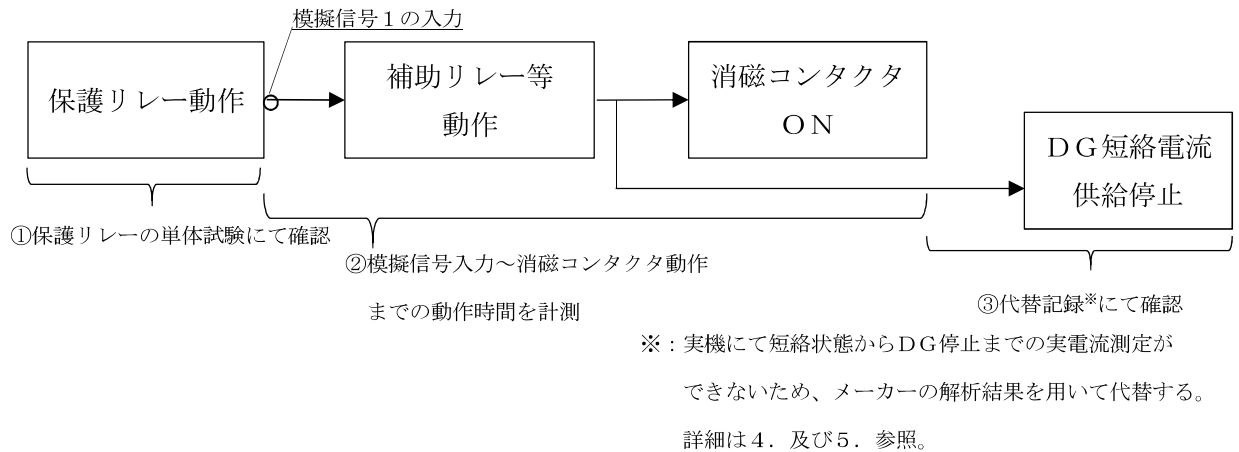 模擬信号１の入力
保護リレー動作
補助リレー等
動作
消磁コンタクタ
ＯＮ
ＤＧ短絡電流
供給停止
①保護リレーの単体試験にて確認
②模擬信号入力～消磁コンタクタ動作
までの動作時間を計測
③代替記録※にて確認
※：実機にて短絡状態からＤＧ停止までの実電流測定が
できないため、メーカーの解析結果を用いて代替する。
詳細は４．及び５．参照。